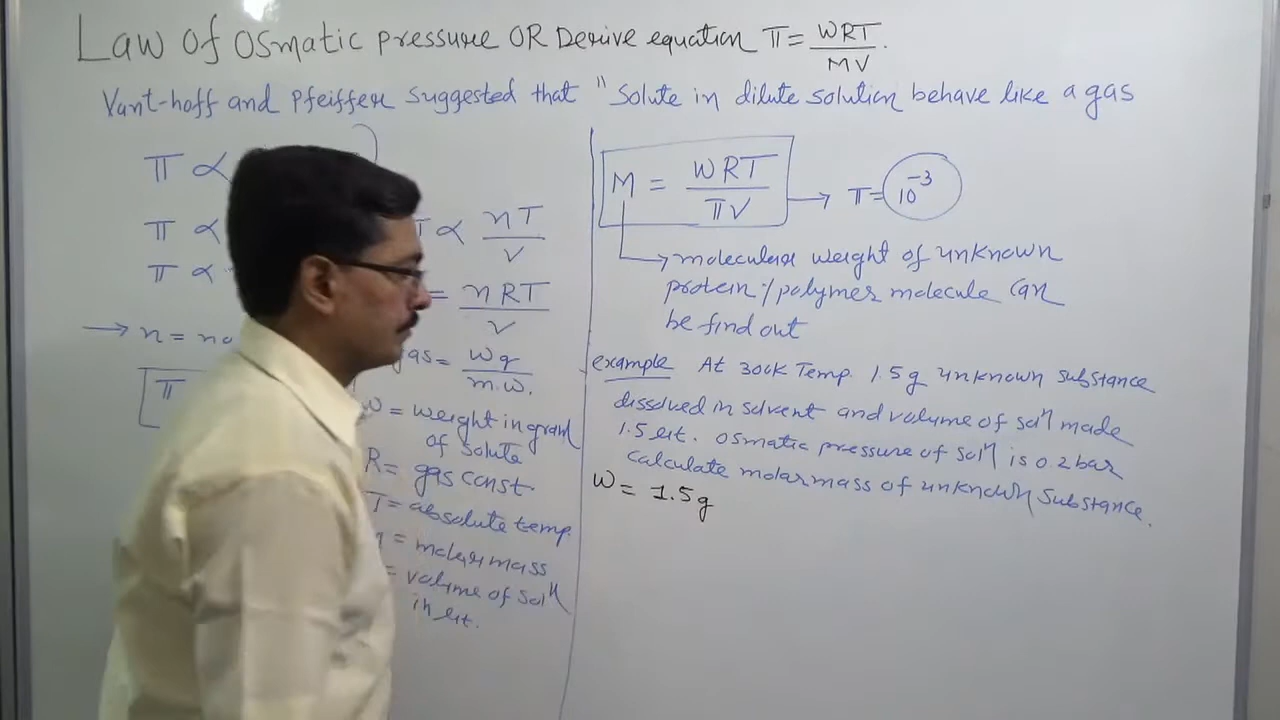 Law Of Osmatic pressure OR Derive equation π = WRT / MV.
Vant-hoff and Pfeiffer suggested that "Solute in dilute solution behave like a gas
π ∝
π ∝
∝ nT / V
π ∝
= nRT / V
→ n = no
gas = Wg / m.w.
π
W = weight in gram
of solute
R = gas const.
T = absolute temp.
= molar mass
= volume of solⁿ
in lit.
M = WRT / πV → π = 10⁻³
→ molecular weight of unknown
protein / polymer molecule can
be find out
example At 300K Temp. 1.5g unknown substance
dissolved in solvent and volume of solⁿ made
1.5 lit. Osmatic pressure of solⁿ is 0.2 bar
calculate molar mass of unknown substance.
W = 1.5g